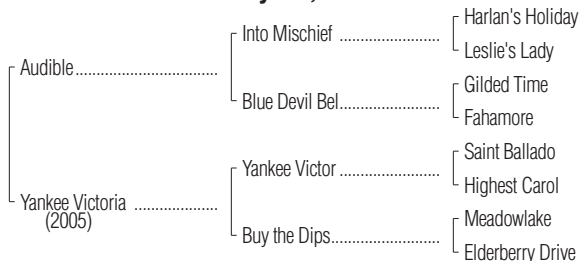 Harlan's Holiday
Into Mischief ........................
Leslie's Lady
Audible..................................
Gilded Time
Blue Devil Bel........................
Fahamore
Saint Ballado
Yankee Victor ........................
Highest Carol
Yankee Victoria ....................
(2005)
Meadowlake
Buy the Dips..........................
Elderberry Drive